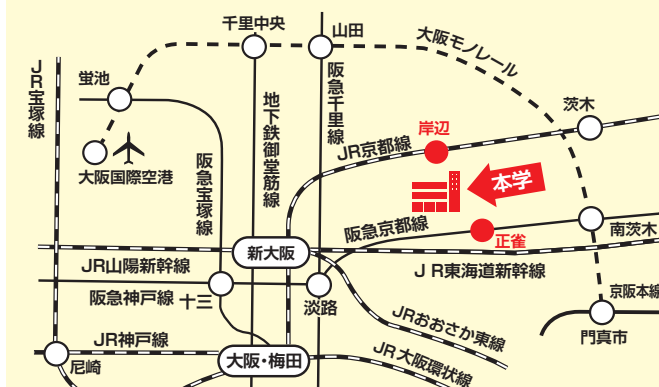 千里中央
山田
大阪モノレール
JR宝塚線
蛍池
阪急千里線
地下鉄御堂筋線
茨木
岸辺
JR京都線
大阪国際空港
阪急宝塚線
本学
阪急京都線
正雀
南茨木
新大阪
JR山陽新幹線
JR東海道新幹線
阪急神戸線
十三
淡路
京阪本線
JRおおさか東線
門真市
JR神戸線
尼崎
大阪・梅田
JR大阪環状線